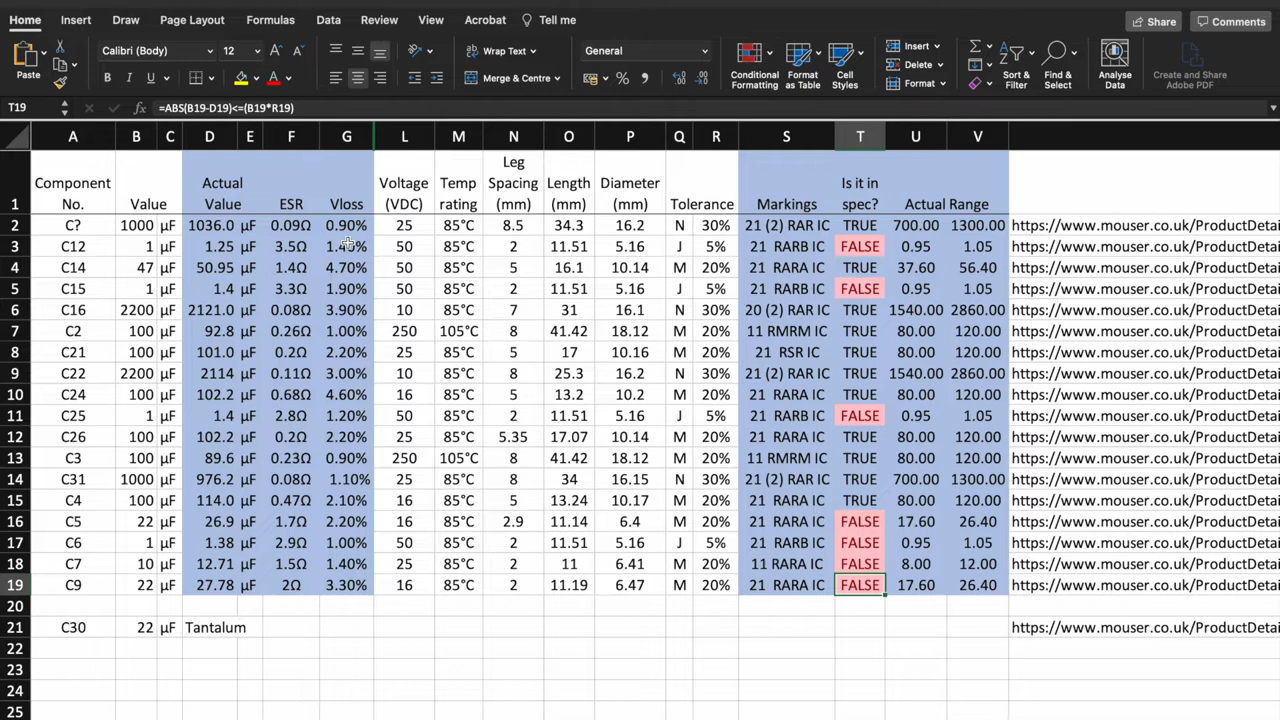 Home Insert Draw Page Layout Formulas Data Review View Acrobat Tell me Share Comments
Paste Calibri (Body) 12 A A Wrap Text General Conditional Formatting Format as Table Cell Styles Insert Sort & Filter Find & Select Analyse Data Create and Share Adobe PDF
B I U A Merge & Centre % Delete
Format
T19 fx =ABS(B19-D19)<=(B19*R19)
A B C D E F G L M N O P Q R S T U V
1 Component No. Value Actual Value ESR Vloss Voltage (VDC) Temp rating Leg Spacing (mm) Length (mm) Diameter (mm) Tolerance Markings Is it in spec? Actual Range
2 C? 1000 µF 1036.0 µF 0.09Ω 0.90% 25 85°C 8.5 34.3 16.2 N 30% 21 (2) RAR IC TRUE 700.00 1300.00 https://www.mouser.co.uk/ProductDetai
3 C12 1 µF 1.25 µF 3.5Ω 50 85°C 2 11.51 5.16 J 5% 21 RARB IC FALSE 0.95 1.05 https://www.mouser.co.uk/ProductDetai
4 C14 47 µF 50.95 µF 1.4Ω 4.70% 50 85°C 5 16.1 10.14 M 20% 21 RARA IC TRUE 37.60 56.40 https://www.mouser.co.uk/ProductDetai
5 C15 1 µF 1.4 µF 3.3Ω 1.90% 50 85°C 2 11.51 5.16 J 5% 21 RARB IC FALSE 0.95 1.05 https://www.mouser.co.uk/ProductDetai
6 C16 2200 µF 2121.0 µF 0.08Ω 3.90% 10 85°C 7 31 16.1 N 30% 20 (2) RAR IC TRUE 1540.00 2860.00 https://www.mouser.co.uk/ProductDetai
7 C2 100 µF 92.8 µF 0.26Ω 1.00% 250 105°C 8 41.42 18.12 M 20% 11 RMRM IC TRUE 80.00 120.00 https://www.mouser.co.uk/ProductDetai
8 C21 100 µF 101.0 µF 0.2Ω 2.20% 25 85°C 5 17 10.16 M 20% 21 RSR IC TRUE 80.00 120.00 https://www.mouser.co.uk/ProductDetai
9 C22 2200 µF 2114 µF 0.11Ω 3.00% 10 85°C 8 25.3 16.2 N 30% 21 (2) RAR IC TRUE 1540.00 2860.00 https://www.mouser.co.uk/ProductDetai
10 C24 100 µF 102.2 µF 0.68Ω 4.60% 16 85°C 5 13.2 10.2 M 20% 21 RARA IC TRUE 80.00 120.00 https://www.mouser.co.uk/ProductDetai
11 C25 1 µF 1.4 µF 2.8Ω 1.20% 50 85°C 2 11.51 5.16 J 5% 21 RARB IC FALSE 0.95 1.05 https://www.mouser.co.uk/ProductDetai
12 C26 100 µF 102.2 µF 0.2Ω 2.20% 25 85°C 5.35 17.07 10.14 M 20% 21 RARA IC TRUE 80.00 120.00 https://www.mouser.co.uk/ProductDetai
13 C3 100 µF 89.6 µF 0.23Ω 0.90% 250 105°C 8 41.42 18.12 M 20% 11 RMRM IC TRUE 80.00 120.00 https://www.mouser.co.uk/ProductDetai
14 C31 1000 µF 976.2 µF 0.08Ω 1.10% 25 85°C 8 34 16.15 N 30% 21 (2) RAR IC TRUE 700.00 1300.00 https://www.mouser.co.uk/ProductDetai
15 C4 100 µF 114.0 µF 0.47Ω 2.10% 16 85°C 5 13.24 10.17 M 20% 21 RARA IC TRUE 80.00 120.00 https://www.mouser.co.uk/ProductDetai
16 C5 22 µF 26.9 µF 1.7Ω 2.20% 16 85°C 2.9 11.14 6.4 M 20% 21 RARA IC FALSE 17.60 26.40 https://www.mouser.co.uk/ProductDetai
17 C6 1 µF 1.38 µF 2.9Ω 1.00% 50 85°C 2 11.51 5.16 J 5% 21 RARB IC FALSE 0.95 1.05 https://www.mouser.co.uk/ProductDetai
18 C7 10 µF 12.71 µF 1.5Ω 1.40% 50 85°C 2 11 6.41 M 20% 11 RARA IC FALSE 8.00 12.00 https://www.mouser.co.uk/ProductDetai
19 C9 22 µF 27.78 µF 2Ω 3.30% 16 85°C 2 11.19 6.47 M 20% 21 RARA IC FALSE 17.60 26.40 https://www.mouser.co.uk/ProductDetai
20
21 C30 22 µF Tantalum https://www.mouser.co.uk/ProductDetai
22
23
24
25